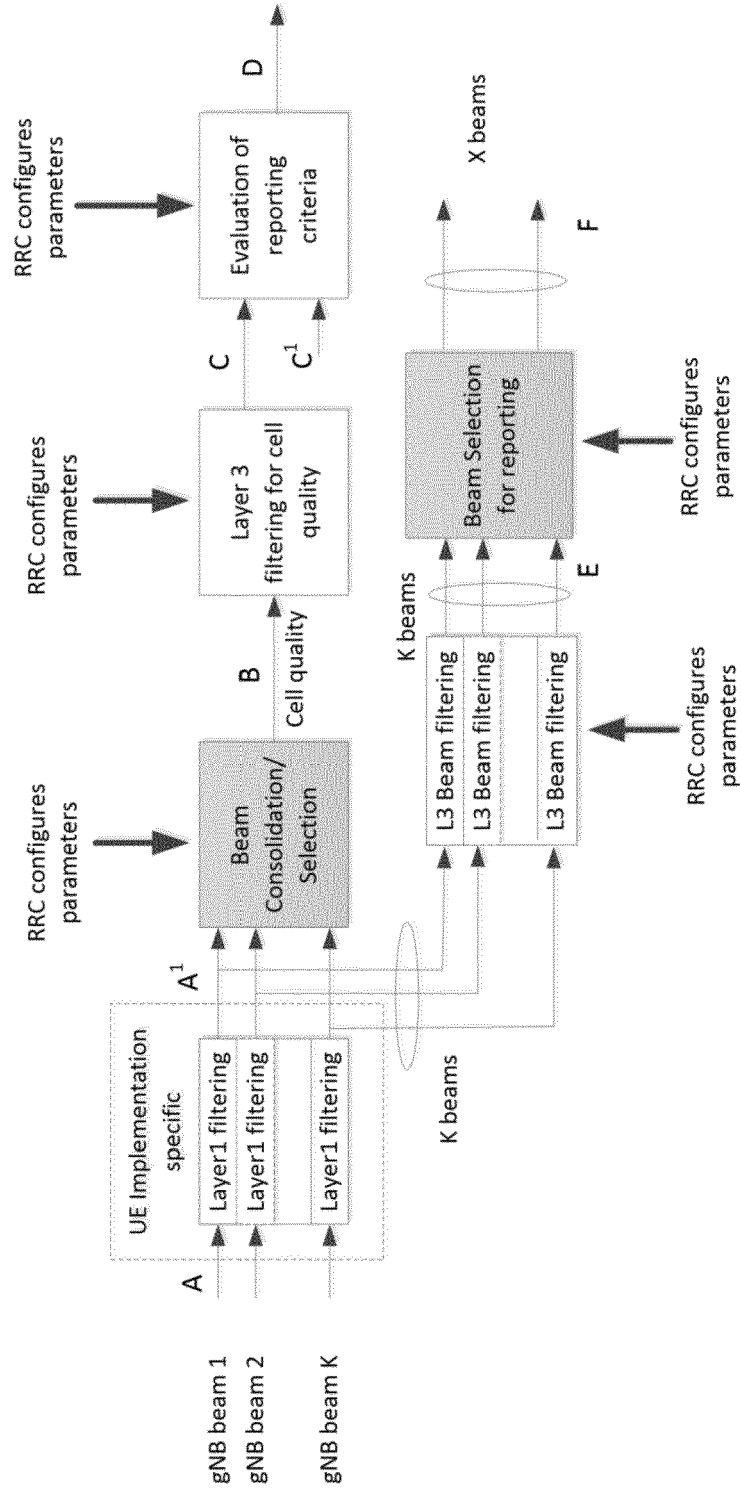 RRC configures
parameters
RRC configures
parameters
RRC configures
parameters
UE Implementation
specific
A
A1
B
C
C1
D
gNB beam 1
gNB beam 2
gNB beam K
Layer1 filtering
Layer1 filtering
Layer1 filtering
Beam
Consolidation/
Selection
Cell quality
Layer 3
filtering for cell
quality
Evaluation of
reporting
criteria
K beams
L3 Beam filtering
L3 Beam filtering
L3 Beam filtering
K beams
E
Beam Selection
for reporting
X beams
F
RRC configures
parameters
RRC configures
parameters